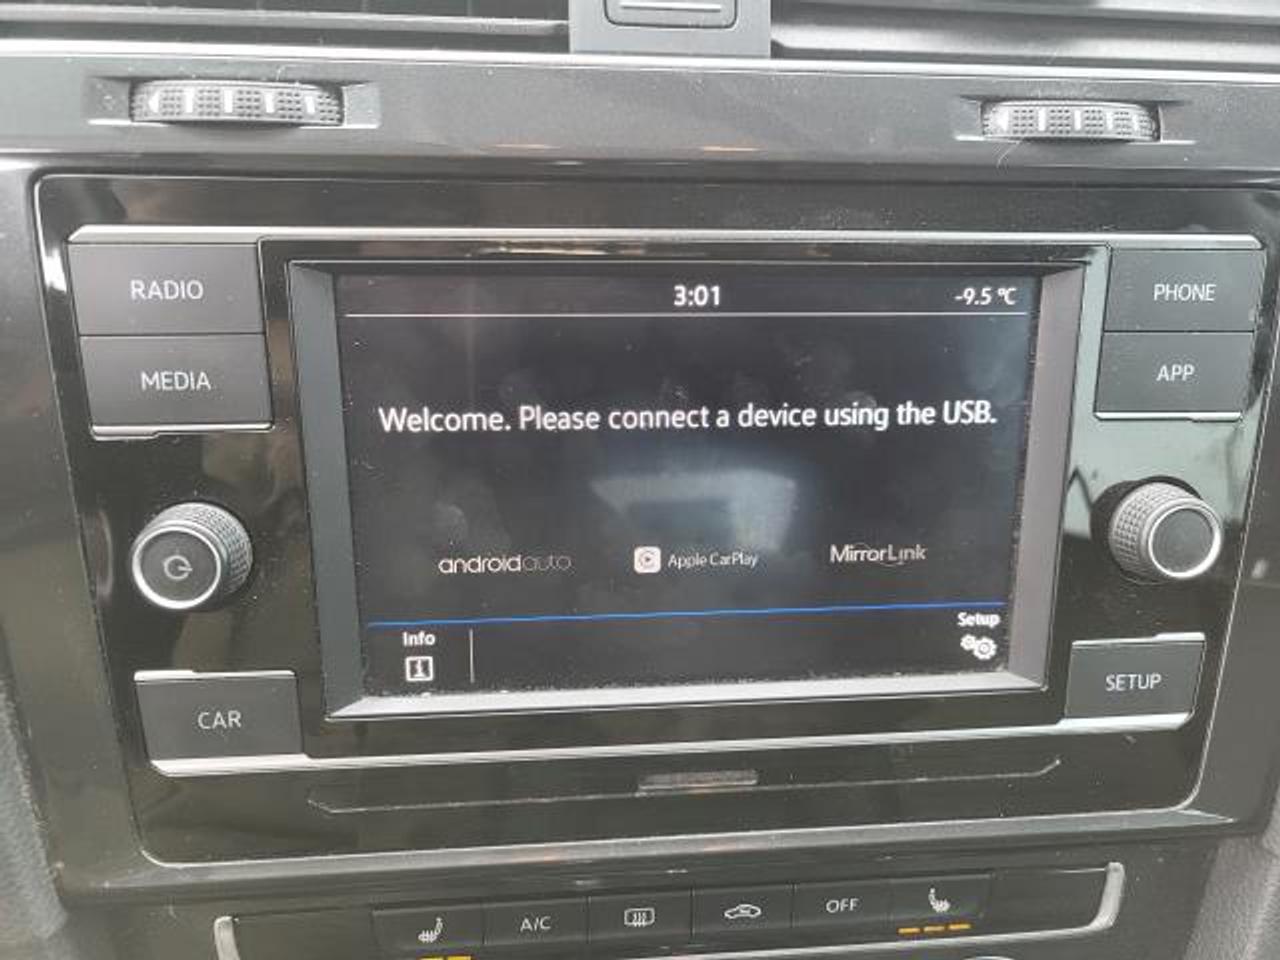 RADIO
MEDIA
CAR
3:01
-9.5 ℃
Welcome. Please connect a device using the USB.
androidauto
Apple CarPlay
MirrorLink
Info
Setup
PHONE
APP
SETUP
A/C
OFF